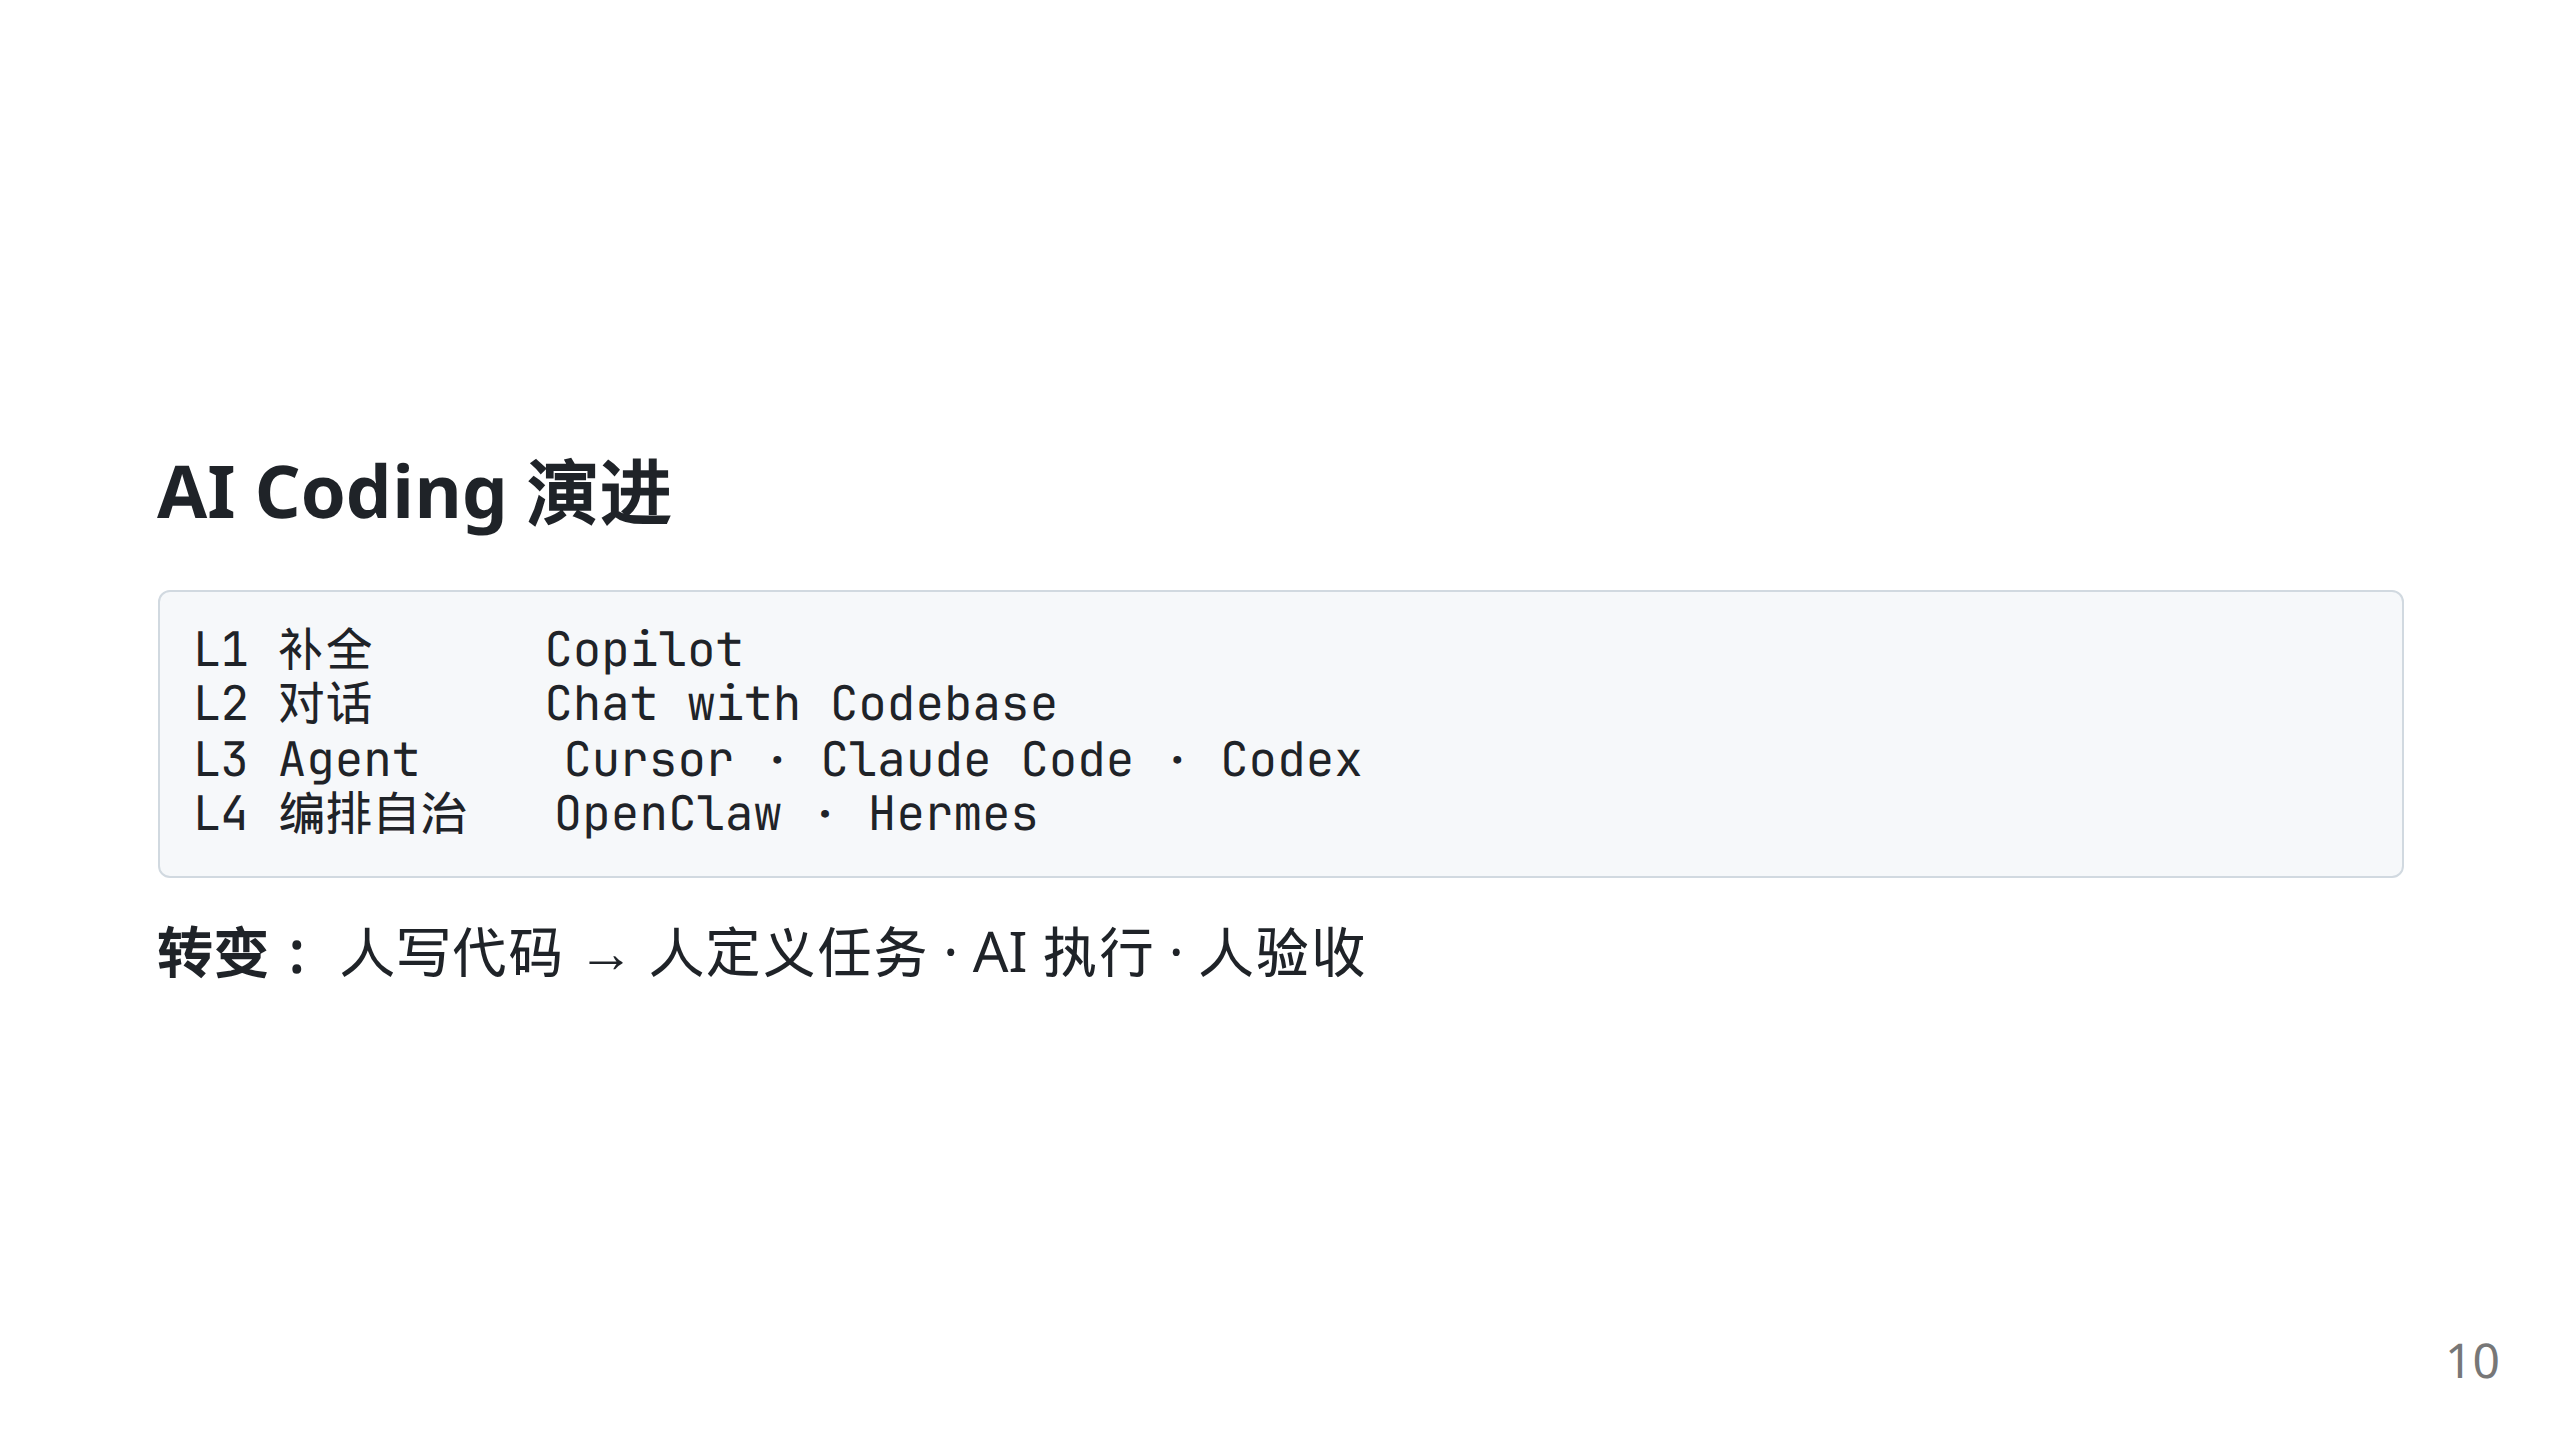 AI Coding 演进
L1 补全      Copilot
L2 对话      Chat with Codebase
L3 Agent     Cursor · Claude Code · Codex
L4 编排自治   OpenClaw · Hermes
转变：人写代码 → 人定义任务 · AI 执行 · 人验收
10